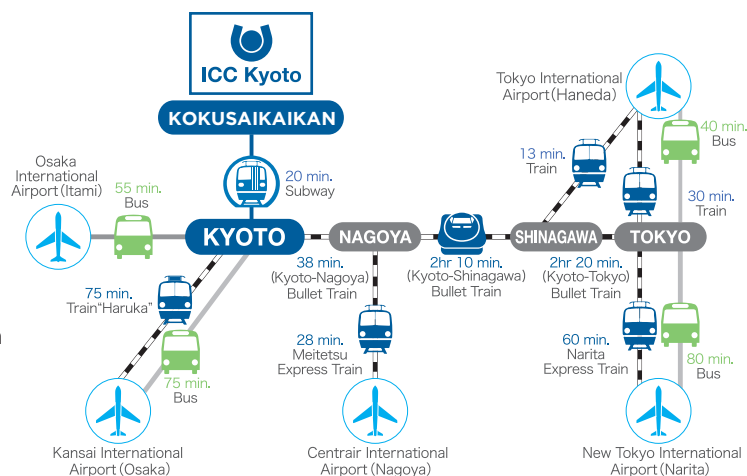 ICC Kyoto
KOKUSAIKAIKAN
20 min.
Subway
Osaka
International
Airport(Itami)
55 min.
Bus
KYOTO
NAGOYA
SHINAGAWA
TOKYO
38 min.
(Kyoto-Nagoya)
Bullet Train
2hr 10 min.
(Kyoto-Shinagawa)
Bullet Train
2hr 20 min.
(Kyoto-Tokyo)
Bullet Train
Tokyo International
Airport(Haneda)
13 min.
Train
40 min.
Bus
30 min.
Train
75 min.
Train“Haruka”
75 min.
Bus
28 min.
Meitetsu
Express Train
60 min.
Narita
Express Train
80 min.
Bus
Kansai International
Airport(Osaka)
Centrair International
Airport(Nagoya)
New Tokyo International
Airport(Narita)